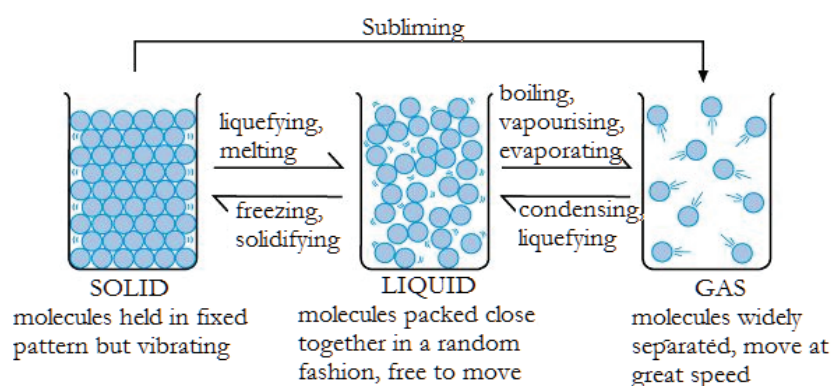 Subliming
liquefying,
melting
freezing,
solidifying
boiling,
vapourising,
evaporating
condensing,
liquefying
SOLID
molecules held in fixed
pattern but vibrating
LIQUID
molecules packed close
together in a random
fashion, free to move
GAS
molecules widely
separated, move at
great speed